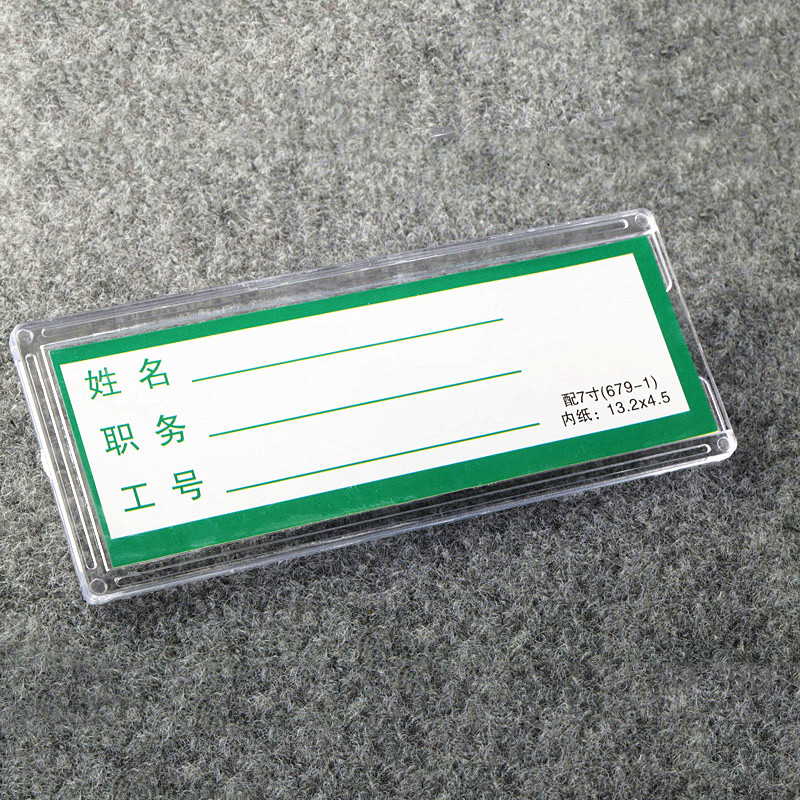 姓名
职务
工号
配7寸(679-1)
内纸：13.2x4.5